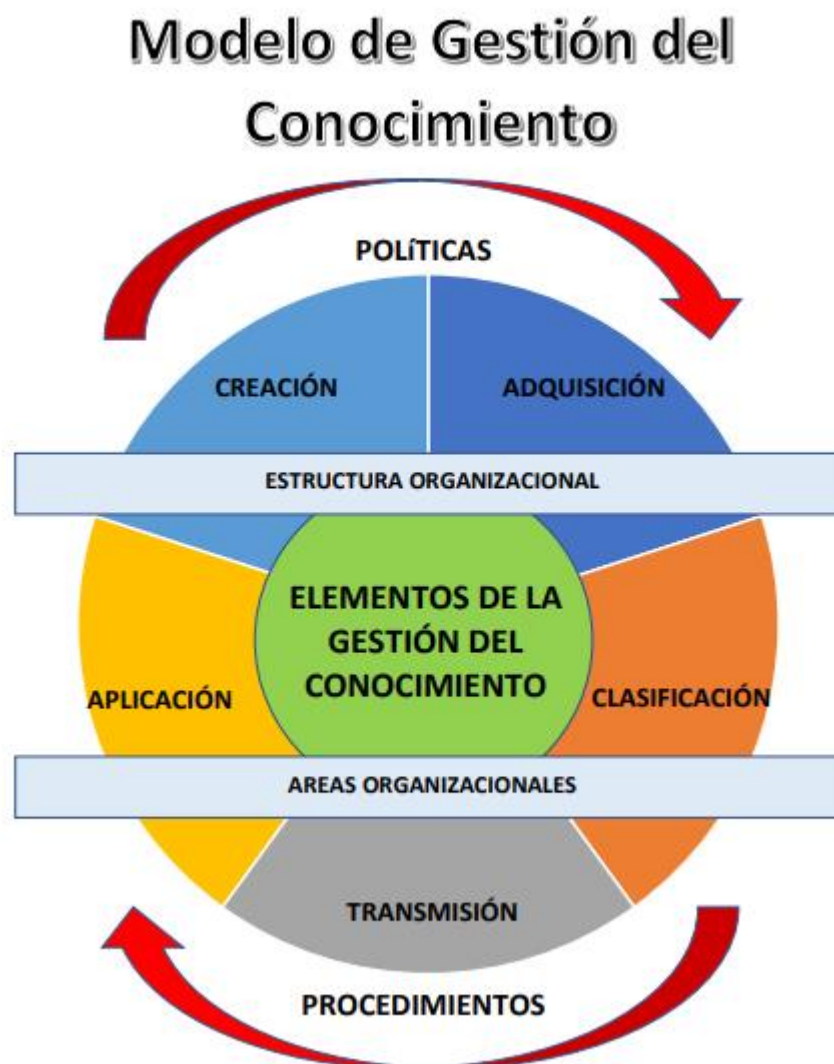 Modelo de Gestión del
Conocimiento
POLíTICAS
CREACIÓN
ADQUISICIÓN
ESTRUCTURA ORGANIZACIONAL
ELEMENTOS DE LA
GESTIÓN DEL
CONOCIMIENTO
APLICACIÓN
CLASIFICACIÓN
AREAS ORGANIZACIONALES
TRANSMISIÓN
PROCEDIMIENTOS